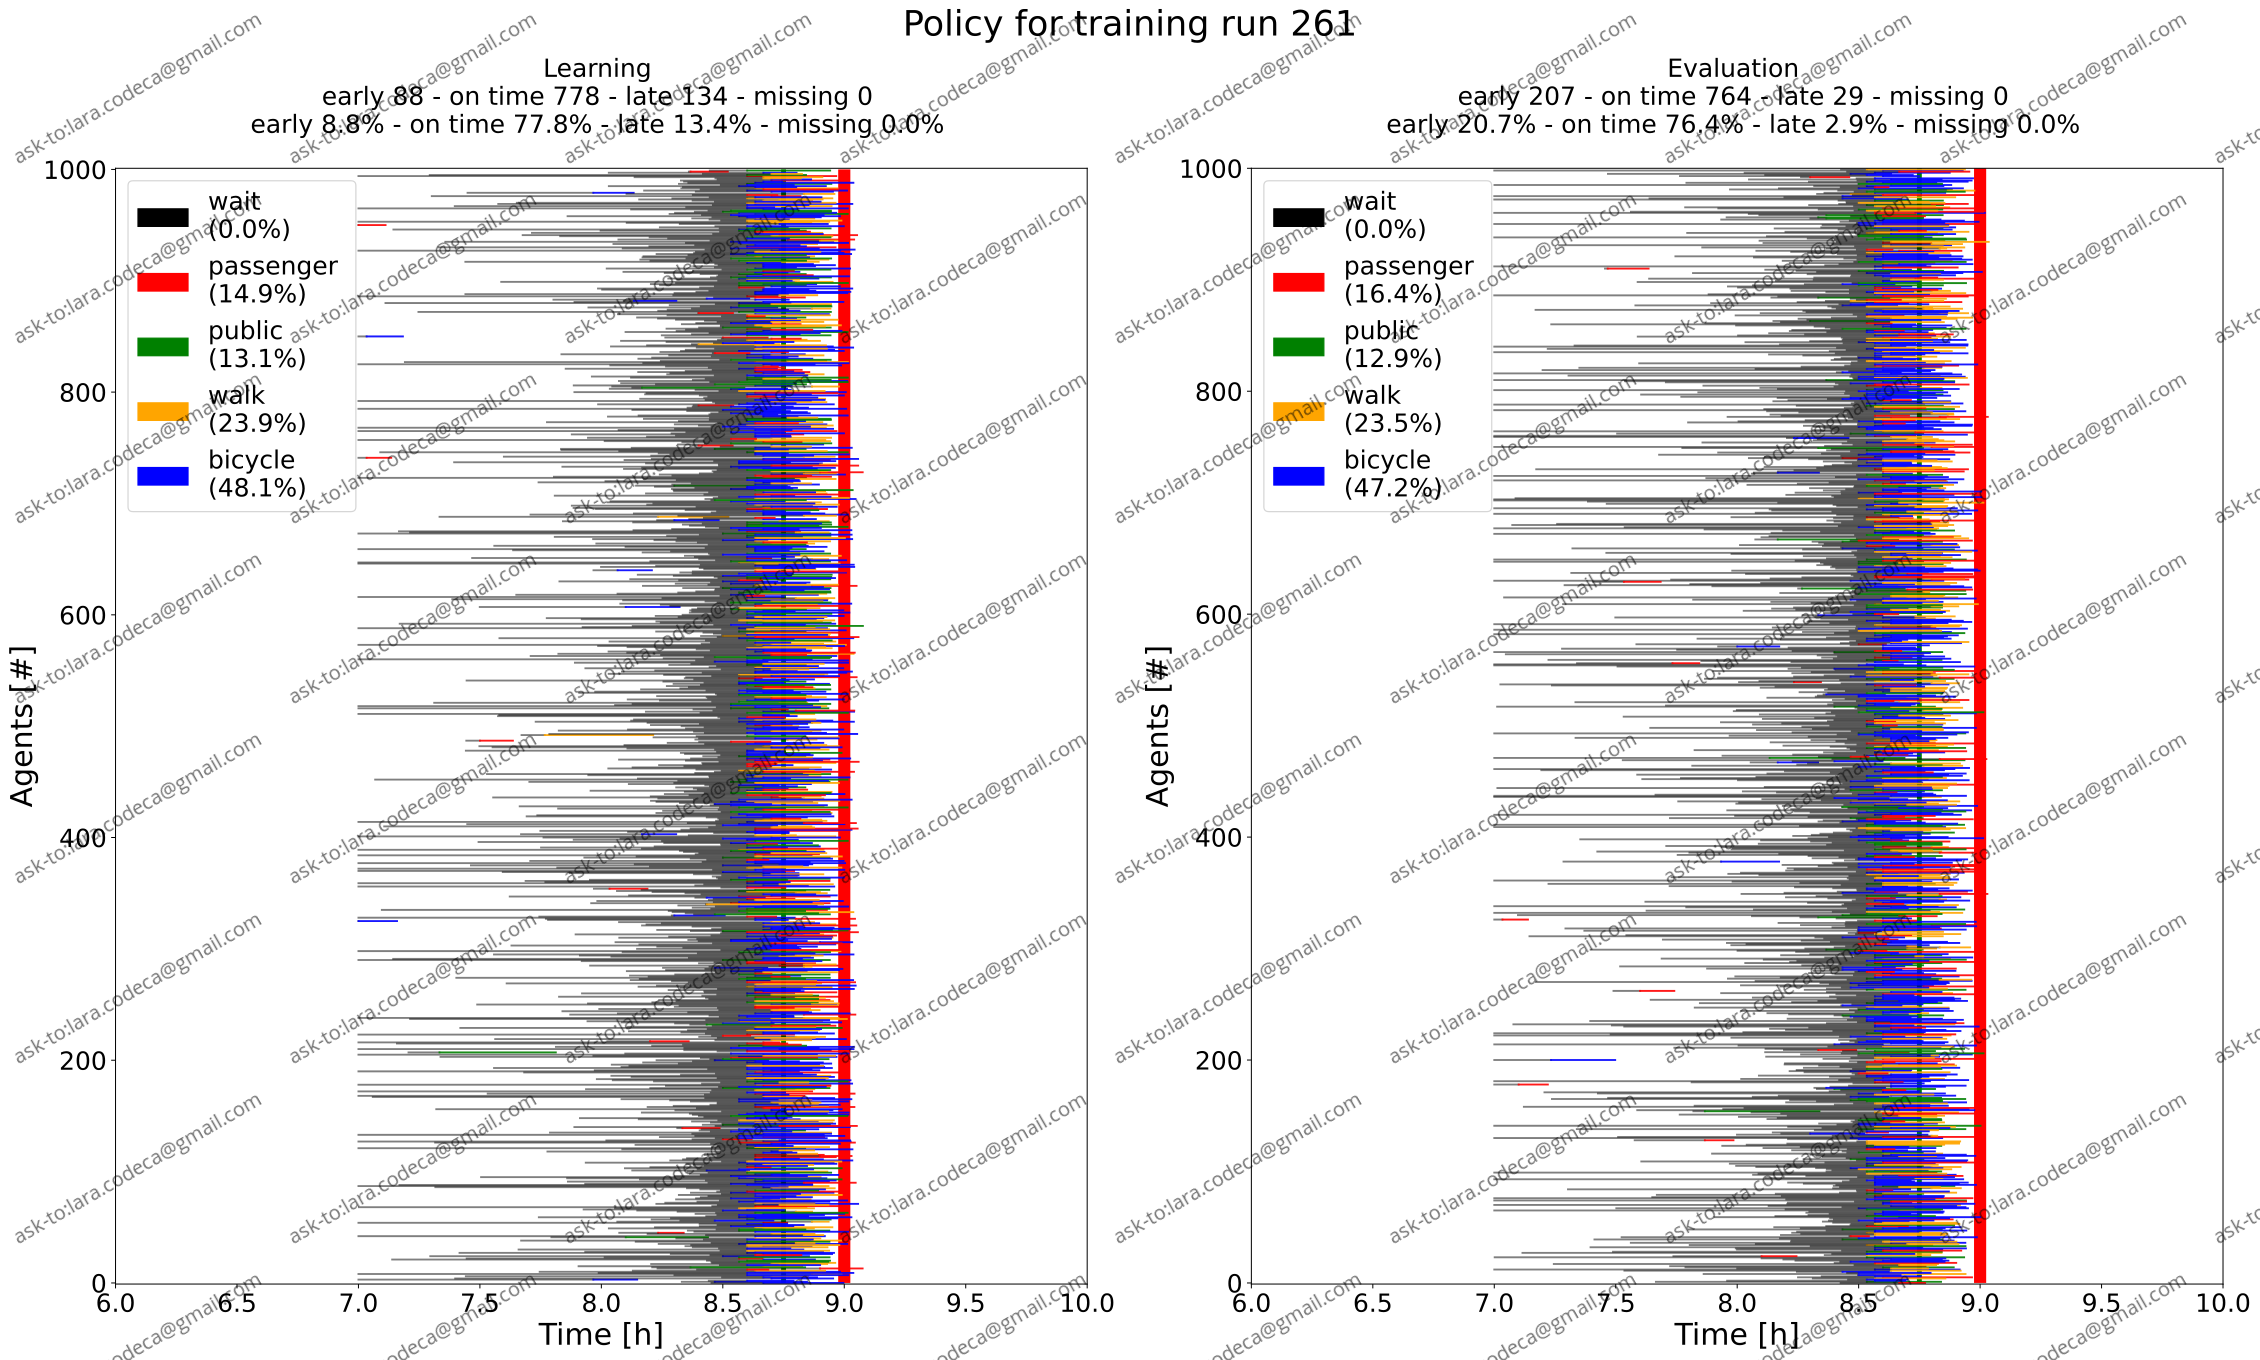 Policy for training run 261
Learning
early 88 - on time 778 - late 134 - missing 0
early 8.8% - on time 77.8% - late 13.4% - missing 0.0%
1000
800
600
400
200
0
Agents [#]
wait
(0.0%)
passenger
(14.9%)
public
(13.1%)
walk
(23.9%)
bicycle
(48.1%)
6.0 6.5 7.0 7.5 8.0 8.5 9.0 9.5 10.0
Time [h]
Evaluation
early 207 - on time 764 - late 29 - missing 0
early 20.7% - on time 76.4% - late 2.9% - missing 0.0%
1000
800
600
400
200
0
Agents [#]
wait
(0.0%)
passenger
(16.4%)
public
(12.9%)
walk
(23.5%)
bicycle
(47.2%)
6.0 6.5 7.0 7.5 8.0 8.5 9.0 9.5 10.0
Time [h]
ask-to:lara.codeca@gmail.com